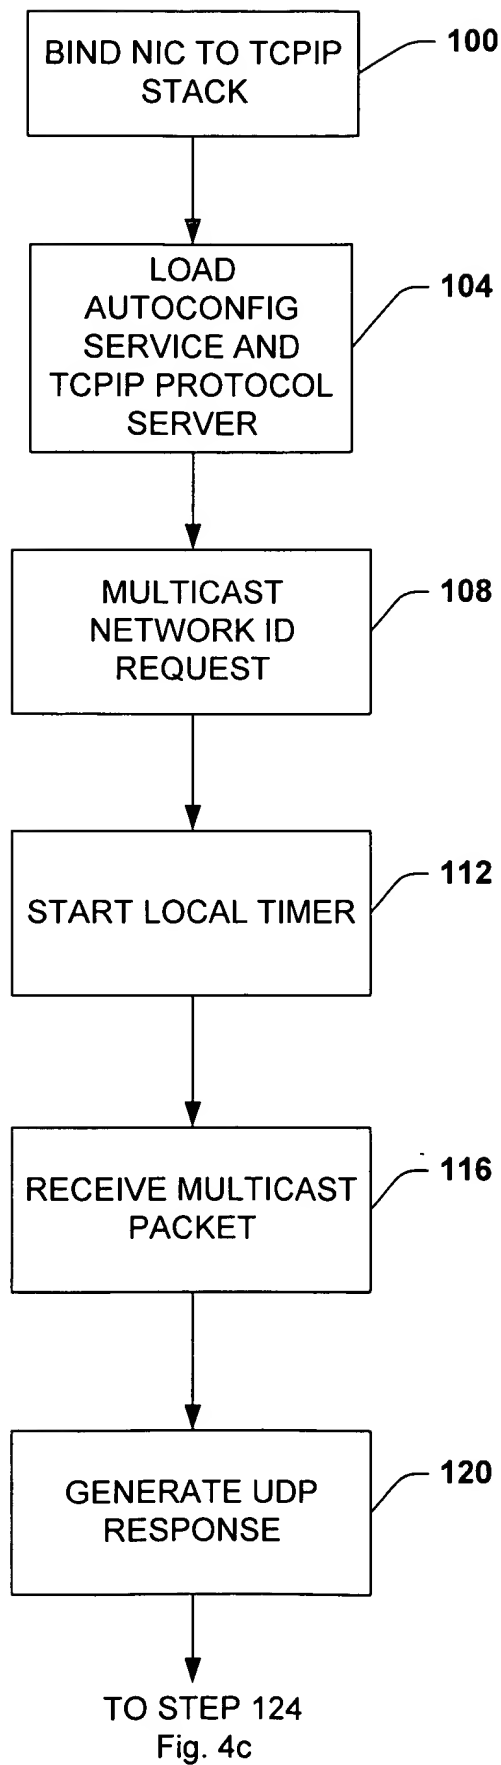 BIND NIC TO TCPIP
STACK
100
LOAD
AUTOCONFIG
SERVICE AND
TCPIP PROTOCOL
SERVER
104
MULTICAST
NETWORK ID
REQUEST
108
START LOCAL TIMER
112
RECEIVE MULTICAST
PACKET
116
GENERATE UDP
RESPONSE
120
TO STEP 124
Fig. 4c